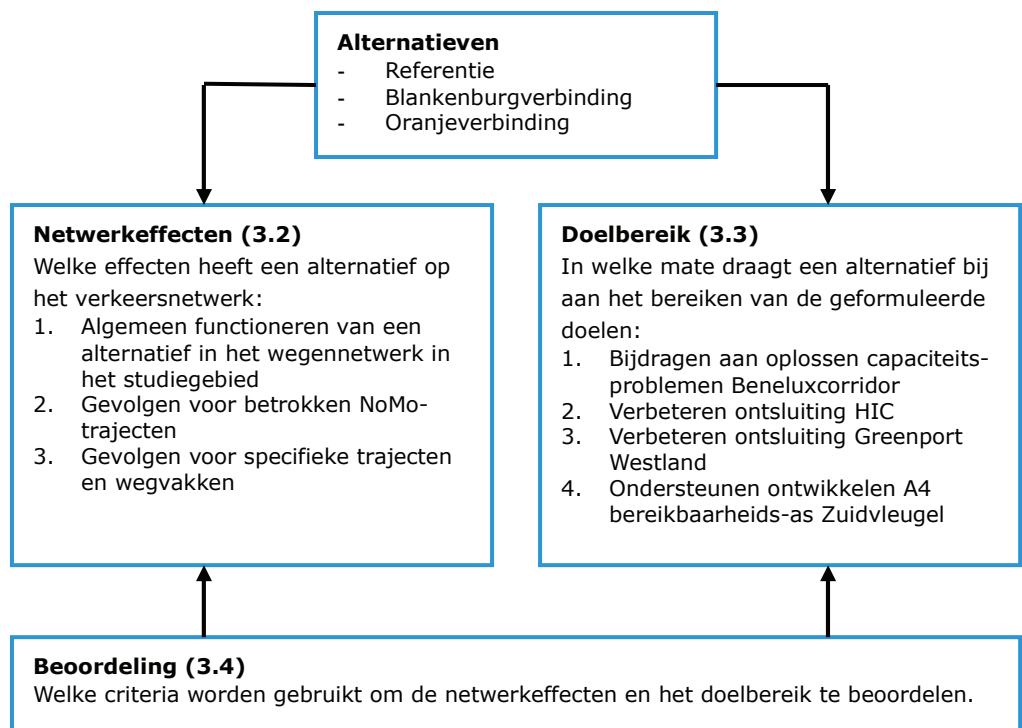 Alternatieven
- Referentie
- Blankenburgverbinding
- Oranjeverbinding
Netwerkeffecten (3.2)
Welke effecten heeft een alternatief op
het verkeersnetwerk:
1. Algemeen functioneren van een
alternatief in het wegennetwerk in
het studiegebied
2. Gevolgen voor betrokken NoMo-
trajecten
3. Gevolgen voor specifieke trajecten
en wegvakken
Doelbereik (3.3)
In welke mate draagt een alternatief bij
aan het bereiken van de geformuleerde
doelen:
1. Bijdragen aan oplossen capaciteits-
problemen Beneluxcorridor
2. Verbeteren ontsluiting HIC
3. Verbeteren ontsluiting Greenport
Westland
4. Ondersteunen ontwikkelen A4
bereikbaarheids-as Zuidvleugel
Beoordeling (3.4)
Welke criteria worden gebruikt om de netwerkeffecten en het doelbereik te beoordelen.